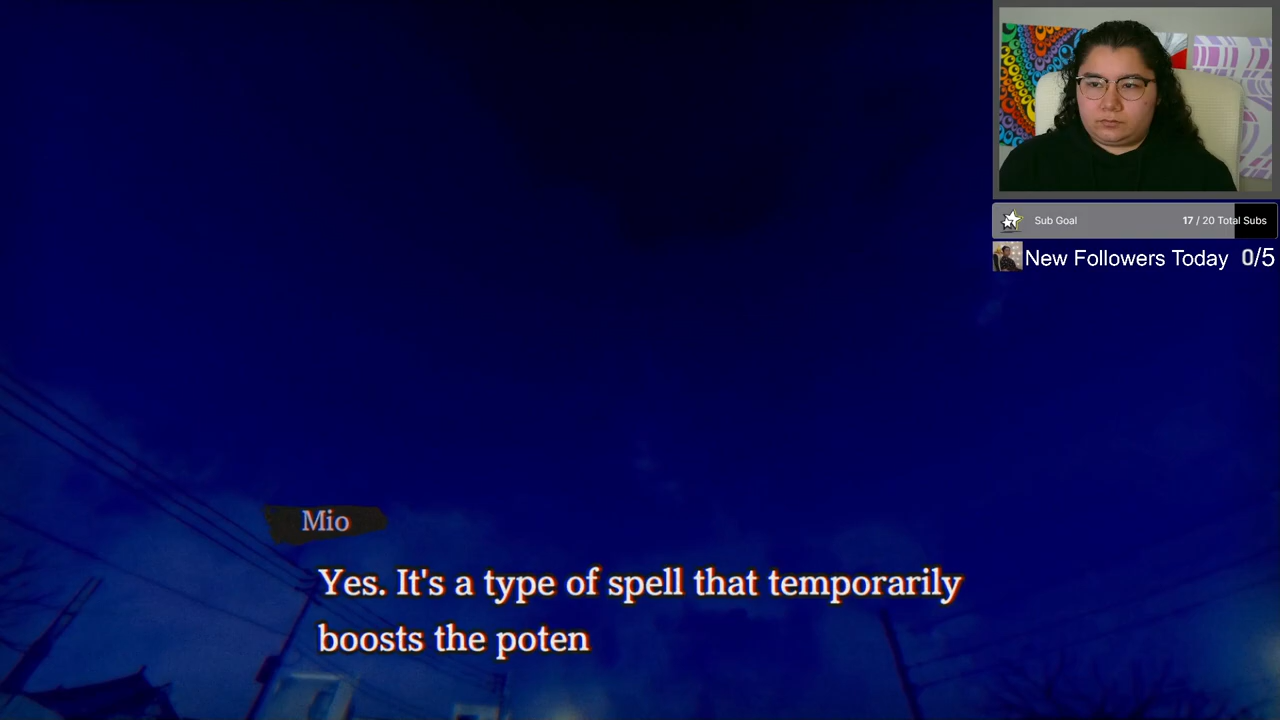 Sub Goal 17 / 20 Total Subs
New Followers Today 0/5
Mio
Yes. It's a type of spell that temporarily
boosts the poten